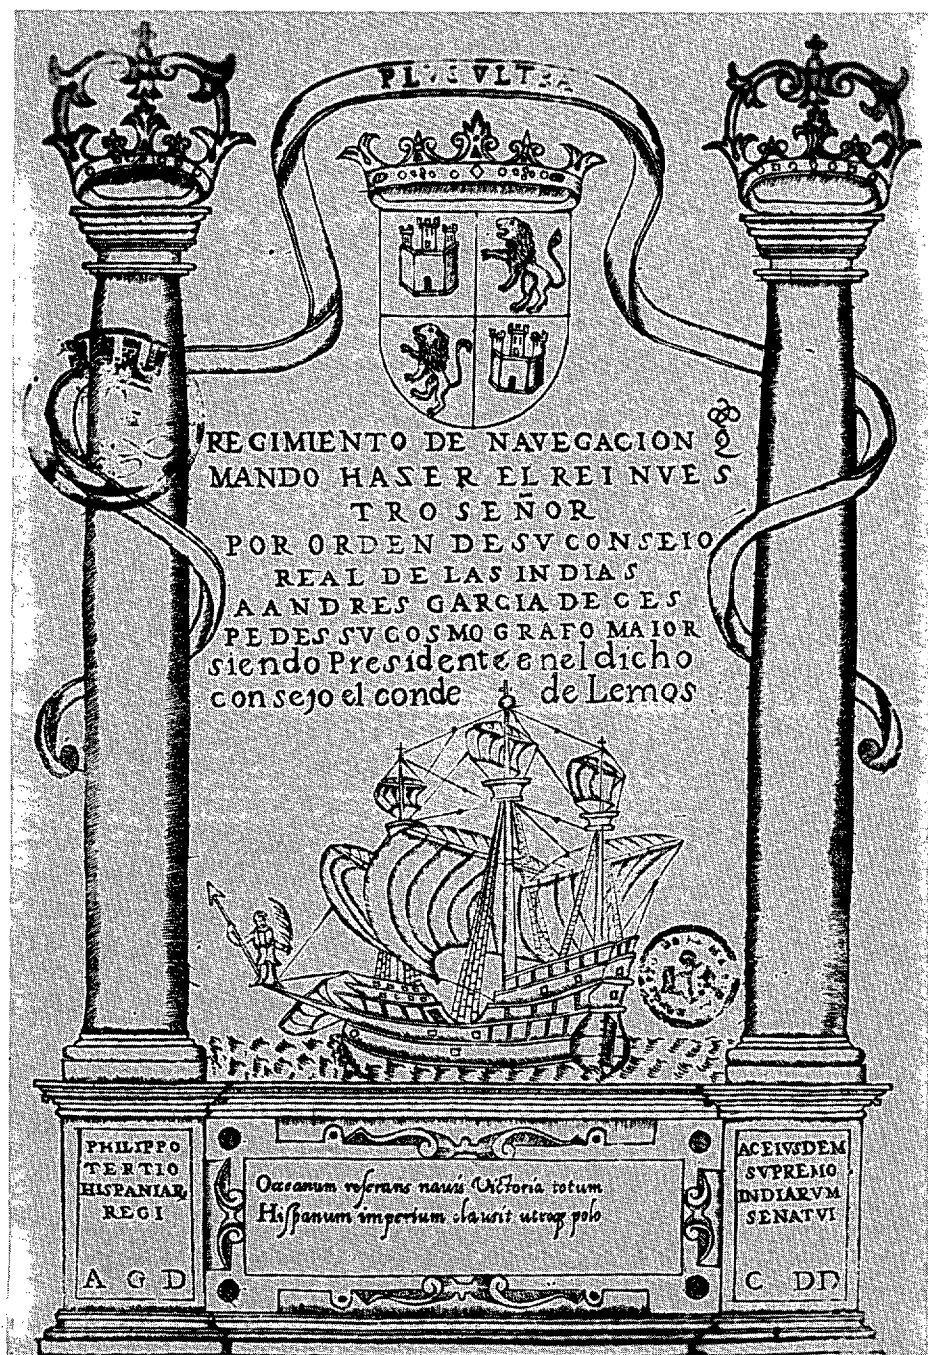 PLVS VLTRA
REGIMIENTO DE NAVEGACION
MANDO HAZER EL REI NVES
TRO SEÑOR
POR ORDEN DE SV CONSEIO
REAL DE LAS INDIAS
A ANDRES GARCIA DE CES
PEDES SV COSMOGRAFO MAIOR
siendo Presidente en el dicho
consejo el conde de Lemos
PHILIPPO
TERTIO
HISPANIAR
REGI
A G D
Oceanum reserans nauis Victoria totum
Hispanum imperium clausit utroq polo
AC EIVSDEM
SVPREMO
INDIARVM
SENATVI
C DD